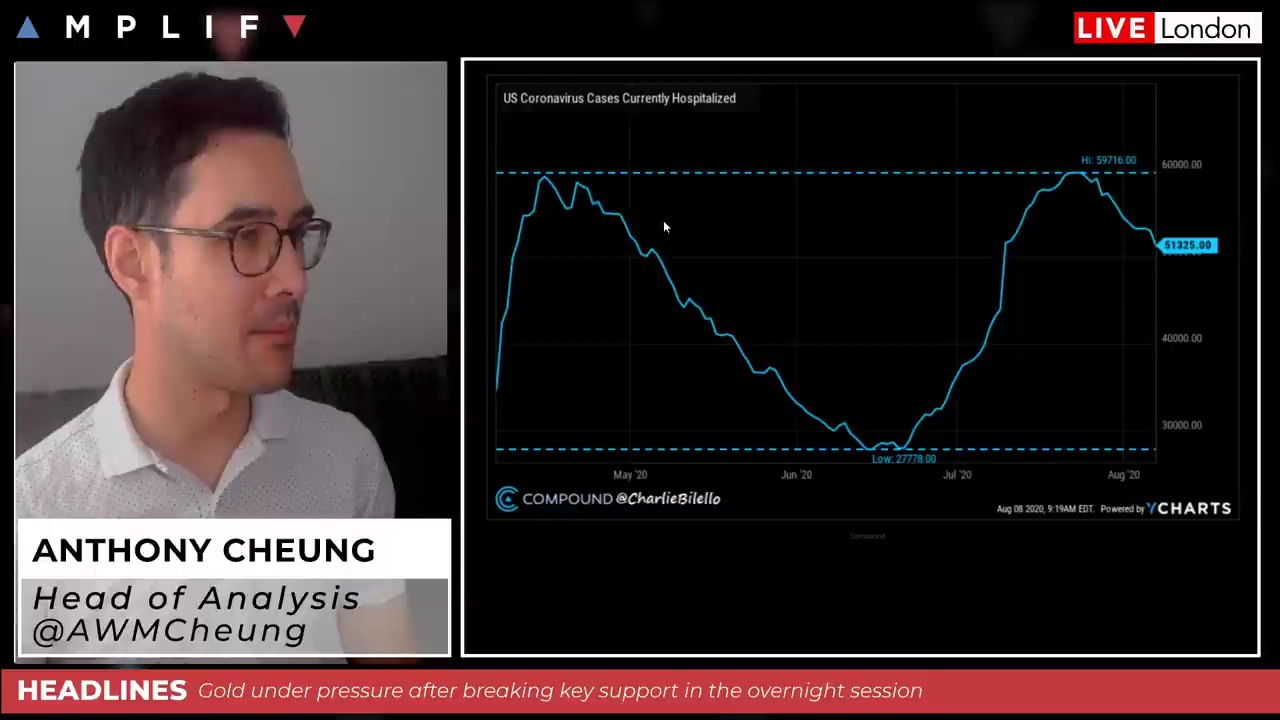 AMPLIFY
LIVE London
US Coronavirus Cases Currently Hospitalized
Hi: 59716.00
60000.00
51325.00
40000.00
30000.00
Low: 27778.00
May '20
Jun '20
Jul '20
Aug '20
COMPOUND @CharlieBilello
Aug 08 2020, 9:19AM EDT. Powered by YCHARTS
Compound
ANTHONY CHEUNG
Head of Analysis
@AWMCheung
HEADLINES Gold under pressure after breaking key support in the overnight session